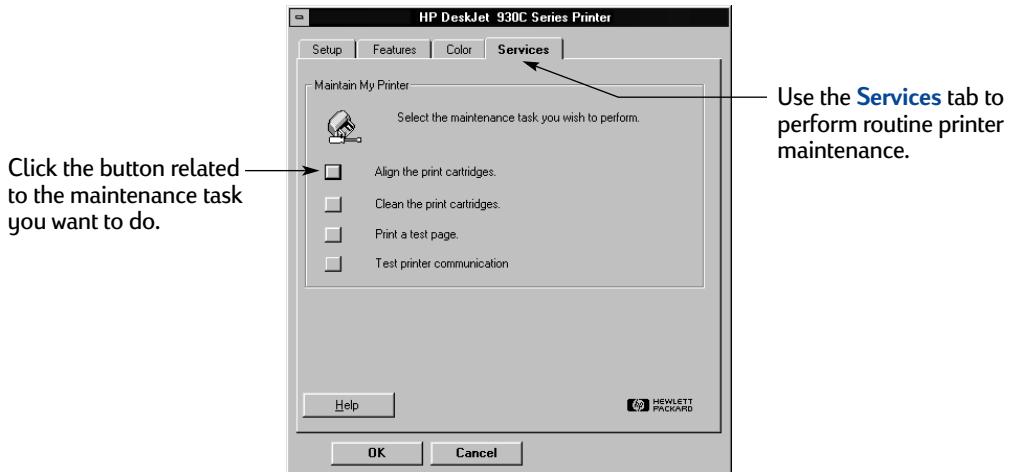 HP DeskJet 930C Series Printer
Setup Features Color Services
Maintain My Printer
Select the maintenance task you wish to perform.
Align the print cartridges.
Clean the print cartridges.
Print a test page.
Test printer communication
Help
hp HEWLETT
PACKARD
OK Cancel
Click the button related
to the maintenance task
you want to do.
Use the Services tab to
perform routine printer
maintenance.